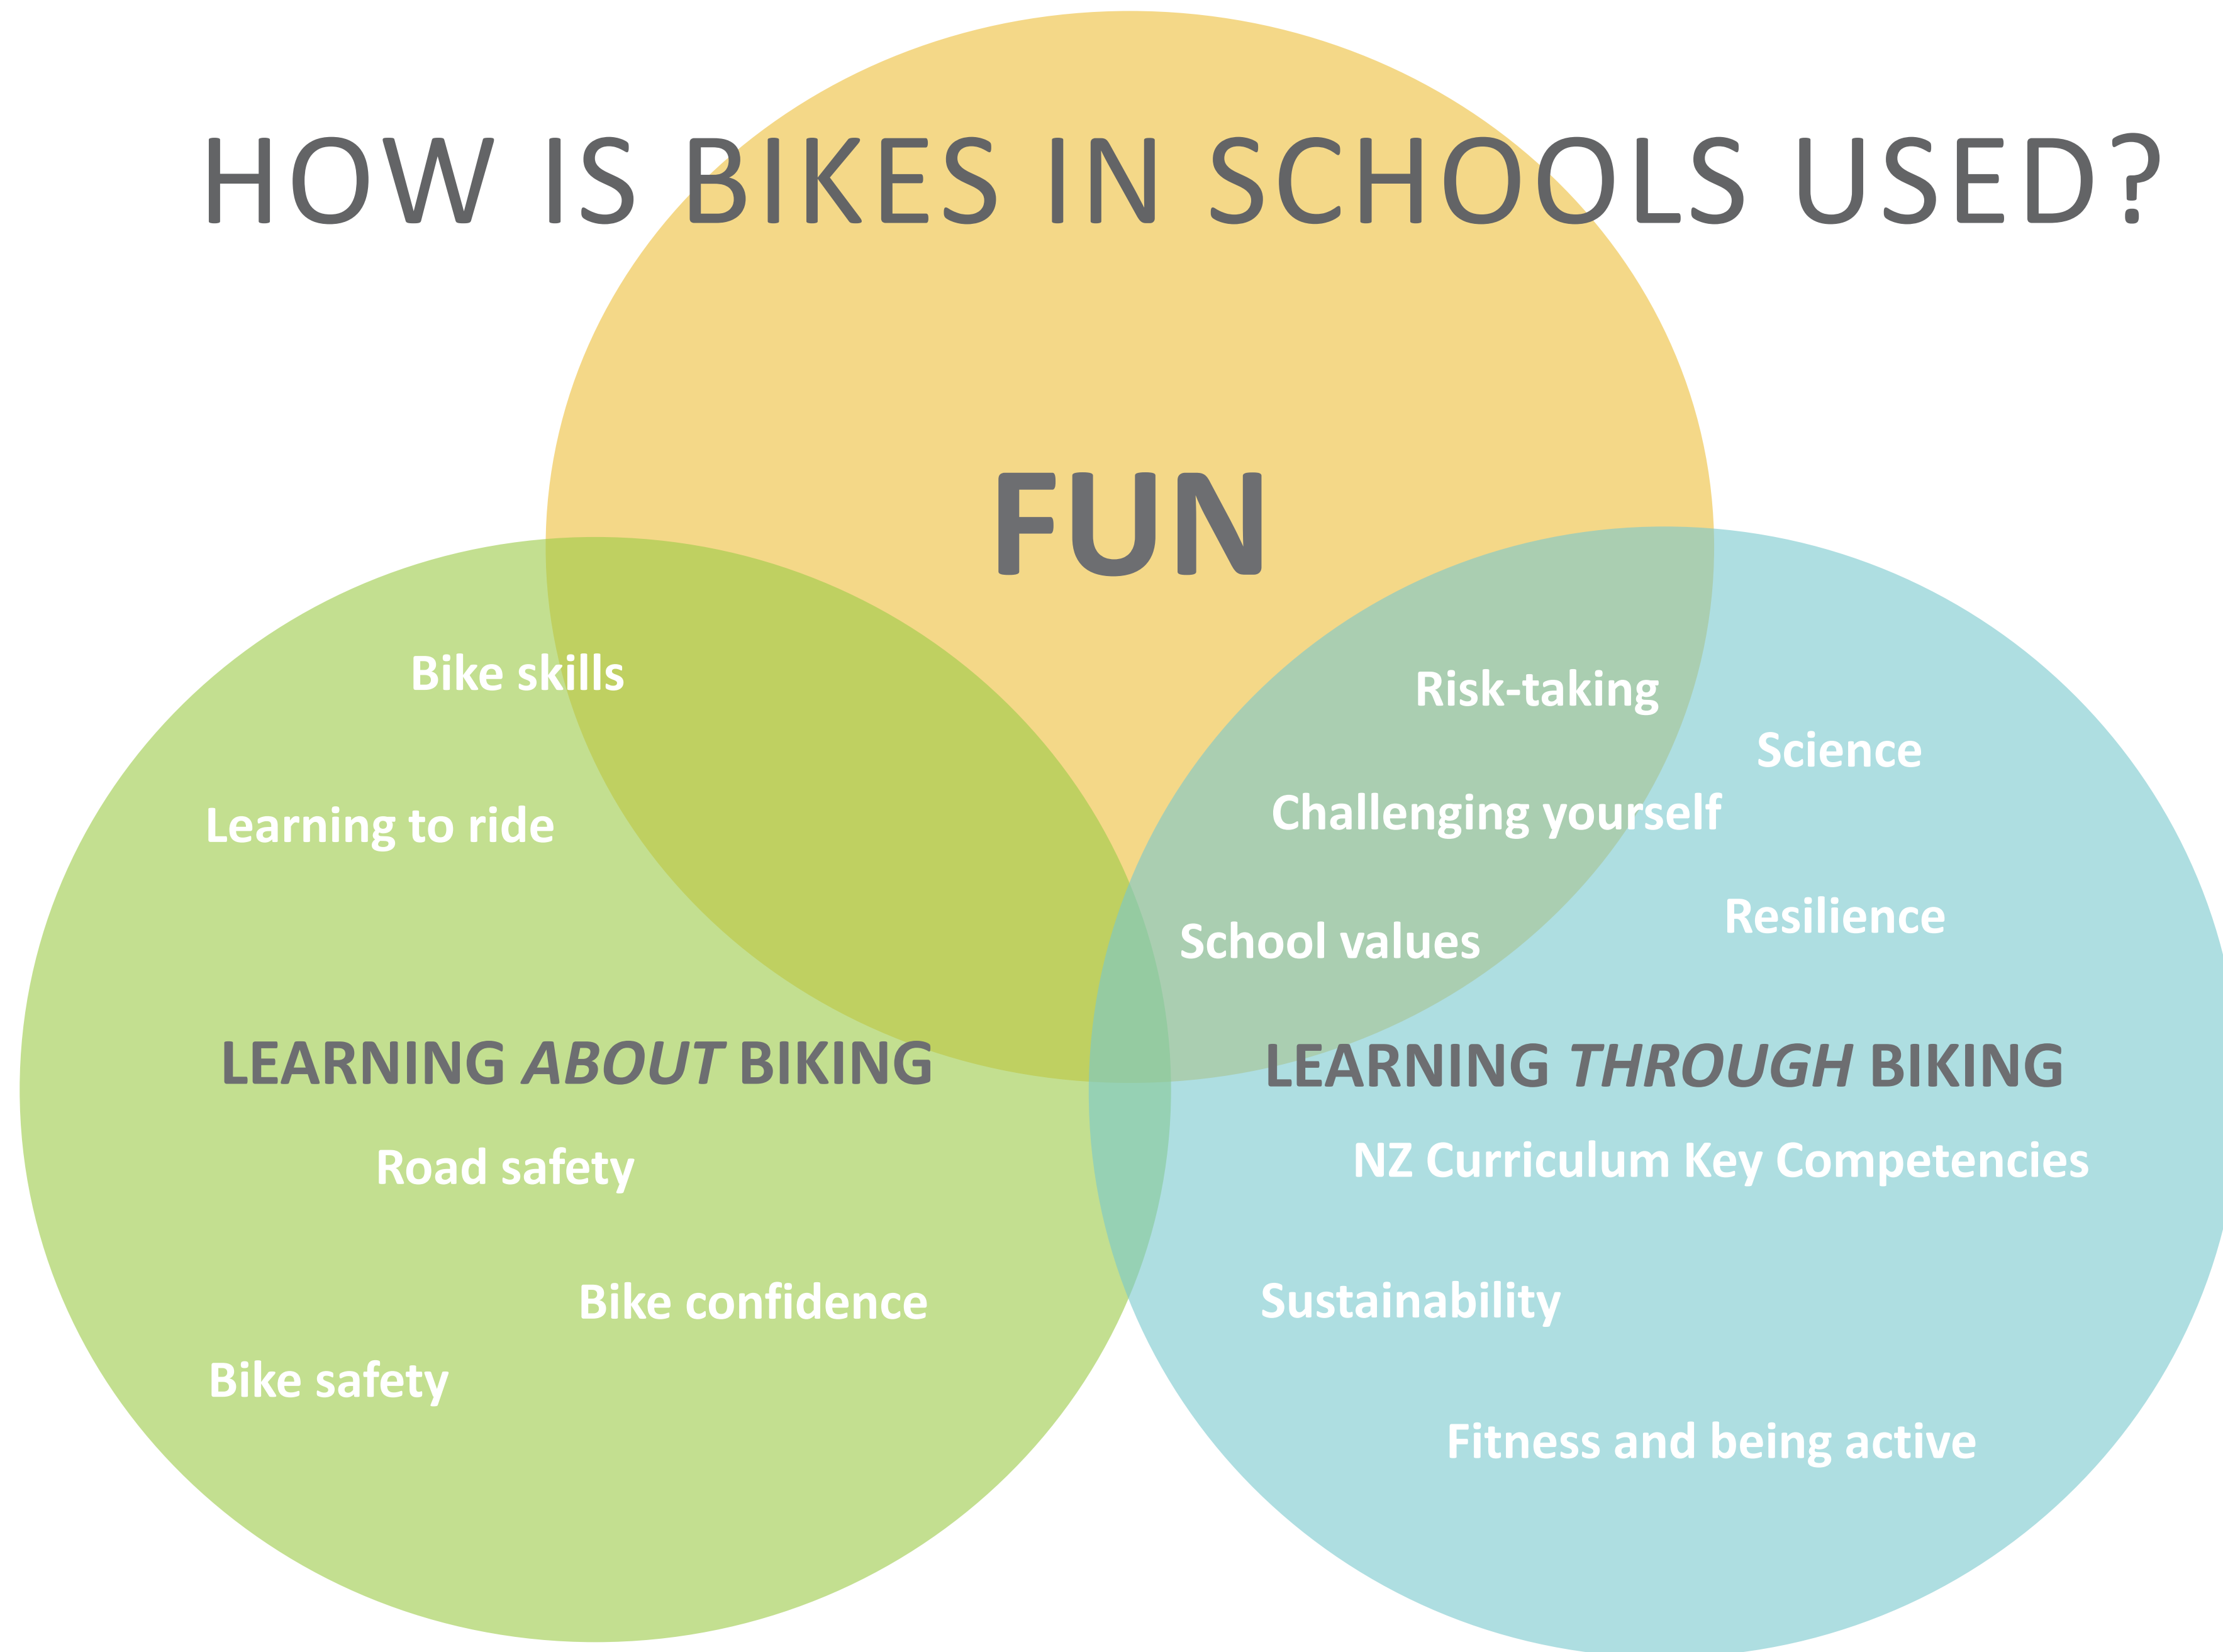 HOW IS BIKES IN SCHOOLS USED?
FUN
Bike skills
Learning to ride
LEARNING ABOUT BIKING
Road safety
Bike confidence
Bike safety
Risk-taking
Science
Challenging yourself
Resilience
School values
LEARNING THROUGH BIKING
NZ Curriculum Key Competencies
Sustainability
Fitness and being active